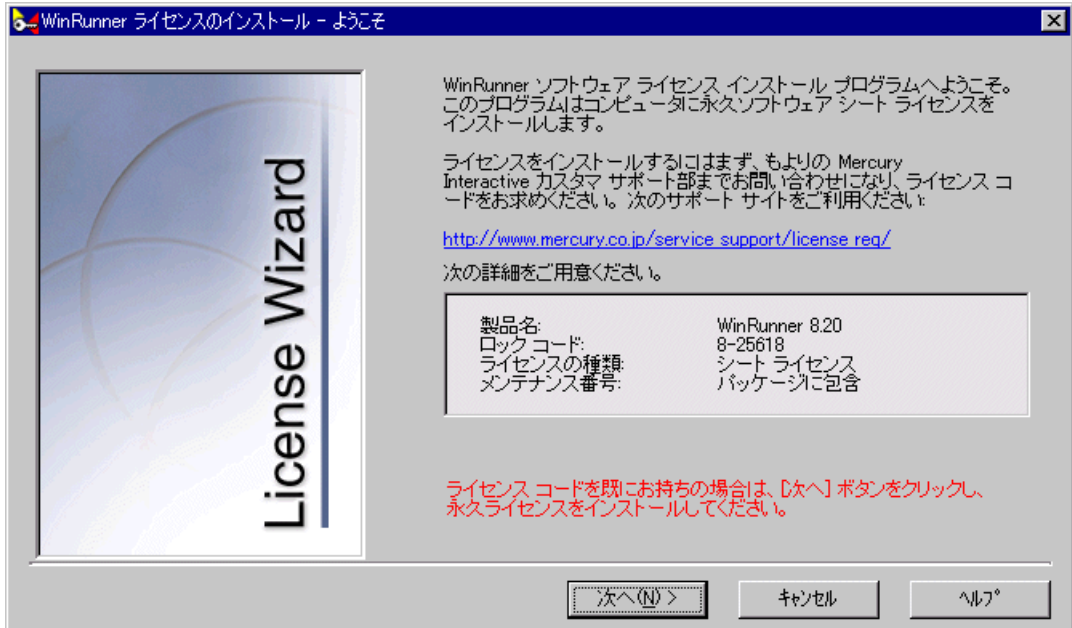 WinRunner ライセンスのインストール - ようこそ
License Wizard
WinRunner ソフトウェア ライセンス インストール プログラムへようこそ。
このプログラムはコンピュータに永久ソフトウェア シート ライセンスを
インストールします。
ライセンスをインストールするにはまず、もよりの Mercury
Interactive カスタマ サポート部までお問い合わせになり、ライセンス コ
ードをお求めください。次のサポート サイトをご利用ください:
http://www.mercury.co.jp/service support/license req/
次の詳細をご用意ください。
製品名: WinRunner 8.20
ロック コード: 8-25618
ライセンスの種類: シート ライセンス
メンテナンス番号: パッケージに包含
ライセンス コードを既にお持ちの場合は、[次へ] ボタンをクリックし、
永久ライセンスをインストールしてください。
次へ(N) > キャンセル ヘルプ